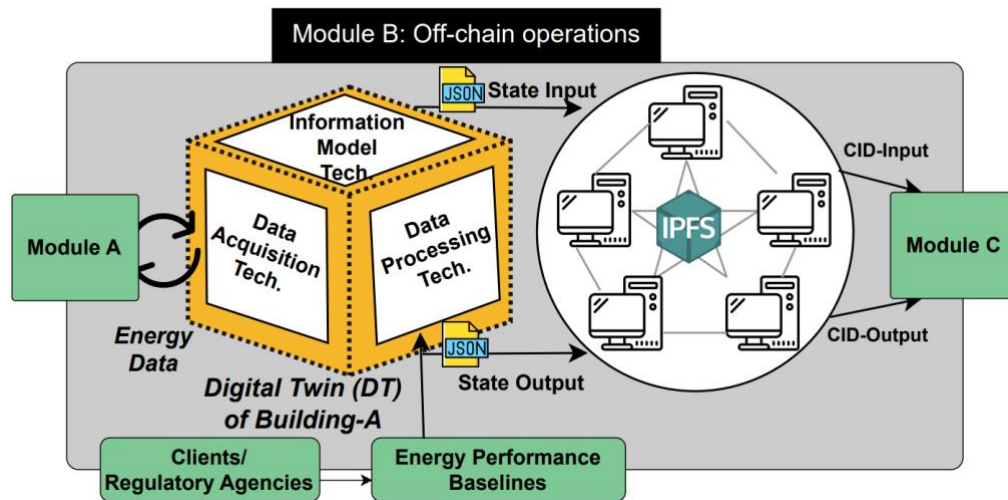 Module B: Off-chain operations
JSON
State Input
Information
Model
Tech.
CID-Input
Module A
Data
Acquisition
Tech.
Data
Processing
Tech.
IPFS
Module C
Energy
Data
JSON
State Output
CID-Output
Digital Twin (DT)
of Building-A
Clients/
Regulatory Agencies
Energy Performance
Baselines